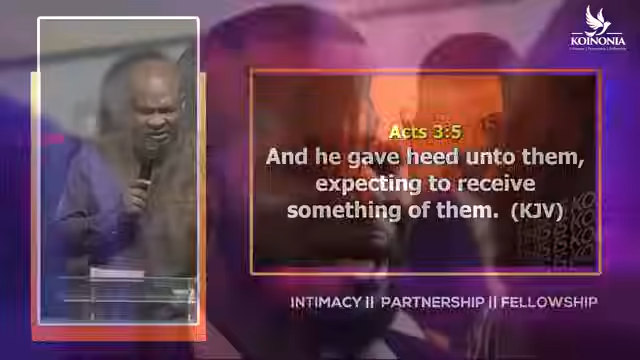 KOINONIA
Acts 3:5
And he gave heed unto them,
expecting to receive
something of them. (KJV)
INTIMACY || PARTNERSHIP || FELLOWSHIP